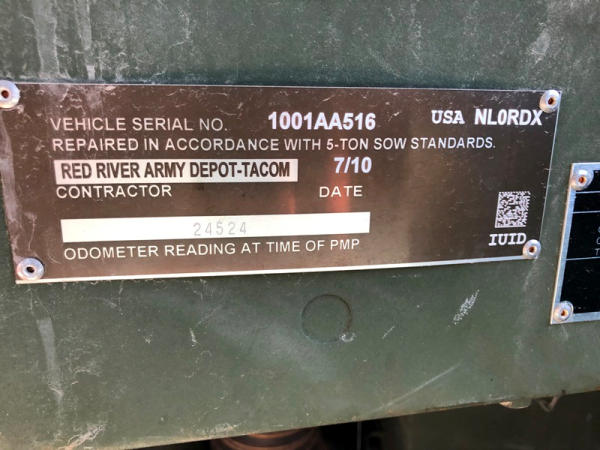 VEHICLE SERIAL NO. 1001AA516 USA NL0RDX
REPAIRED IN ACCORDANCE WITH 5-TON SOW STANDARDS.
RED RIVER ARMY DEPOT-TACOM 7/10
CONTRACTOR DATE
24524
ODOMETER READING AT TIME OF PMP
IUID